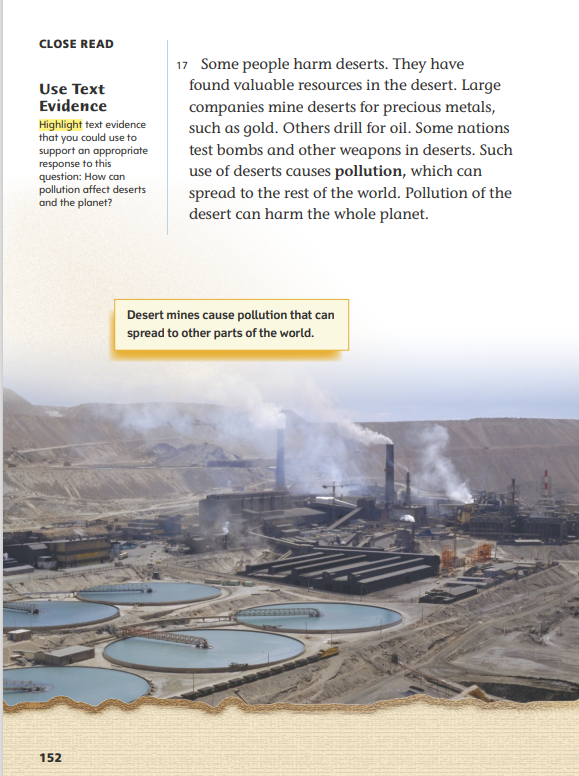 CLOSE READ
Use Text
Evidence
Highlight text evidence
that you could use to
support an appropriate
response to this
question: How can
pollution affect deserts
and the planet?
17 Some people harm deserts. They have
found valuable resources in the desert. Large
companies mine deserts for precious metals,
such as gold. Others drill for oil. Some nations
test bombs and other weapons in deserts. Such
use of deserts causes pollution, which can
spread to the rest of the world. Pollution of the
desert can harm the whole planet.
Desert mines cause pollution that can
spread to other parts of the world.
152